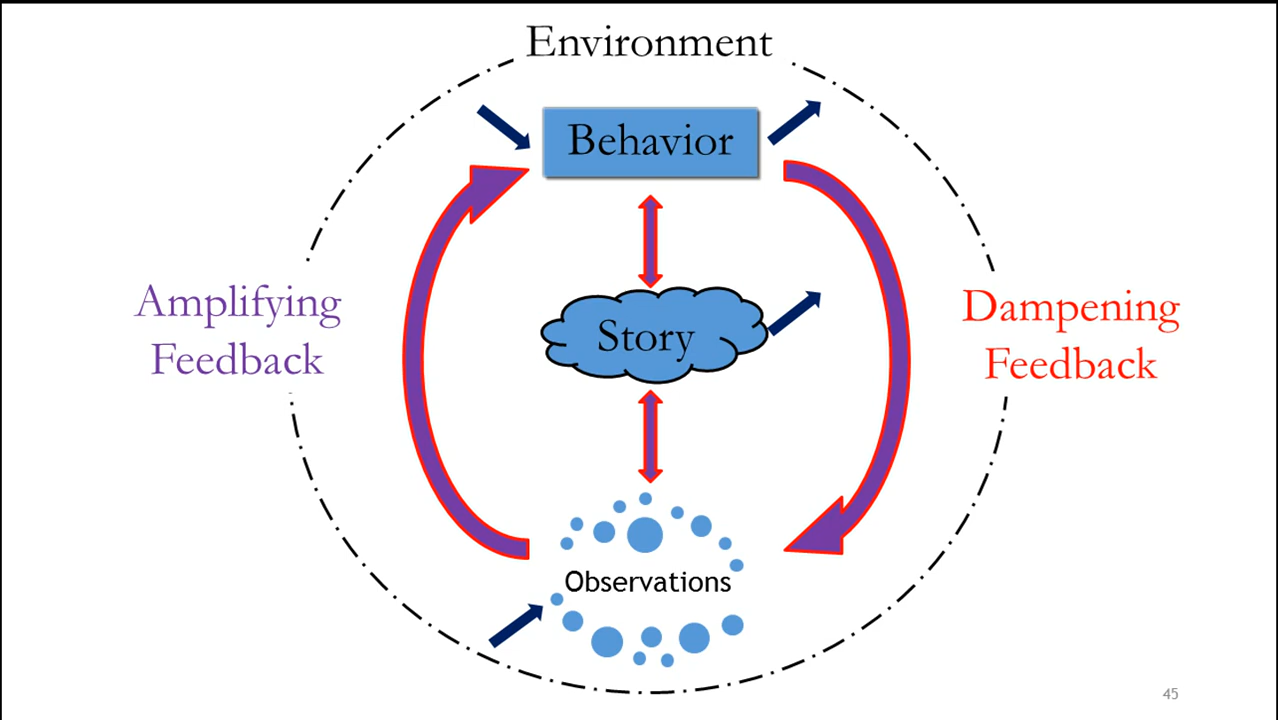 Environment
Behavior
Amplifying
Feedback
Story
Dampening
Feedback
Observations
45